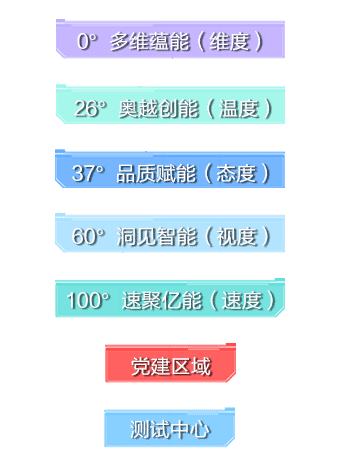 0° 多维蕴能（维度）
26° 奥越创能（温度）
37° 品质赋能（态度）
60° 洞见智能（视度）
100° 速聚亿能（速度）
党建区域
测试中心